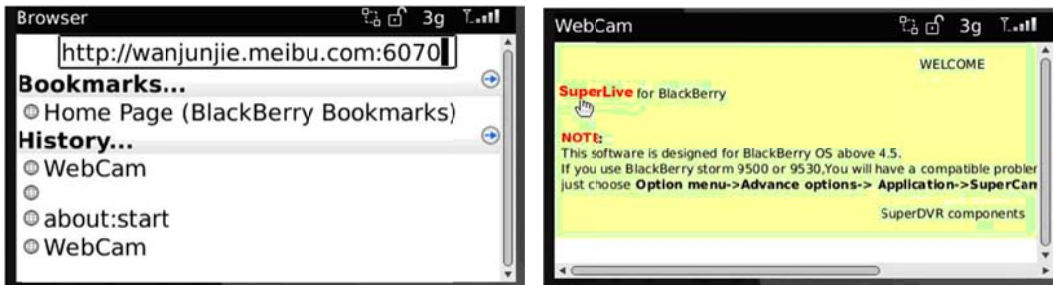 Browser 3g
http://wanjunjie.meibu.com:6070
Bookmarks...
Home Page (BlackBerry Bookmarks)
History...
WebCam
about:start
WebCam
WebCam 3g
WELCOME
SuperLive for BlackBerry
NOTE:
This software is designed for BlackBerry OS above 4.5.
If you use BlackBerry storm 9500 or 9530,You will have a compatible probler
just choose Option menu->Advance options-> Application->SuperCam
SuperDVR components